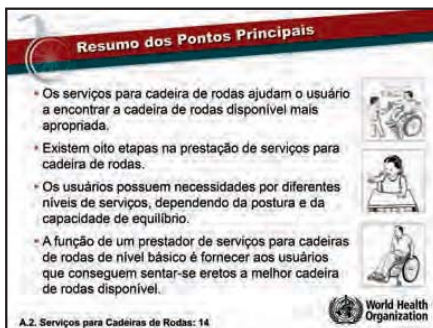 Resumo dos Pontos Principais
• Os serviços para cadeira de rodas ajudam o usuário
a encontrar a cadeira de rodas disponível mais
apropriada.
• Existem oito etapas na prestação de serviços para
cadeira de rodas.
• Os usuários possuem necessidades por diferentes
níveis de serviços, dependendo da postura e da
capacidade de equilíbrio.
• A função de um prestador de serviços para cadeiras
de rodas de nível básico é fornecer aos usuários
que conseguem sentar-se eretos a melhor cadeira
de rodas disponível.
A.2. Serviços para Cadeiras de Rodas: 14
World Health
Organization